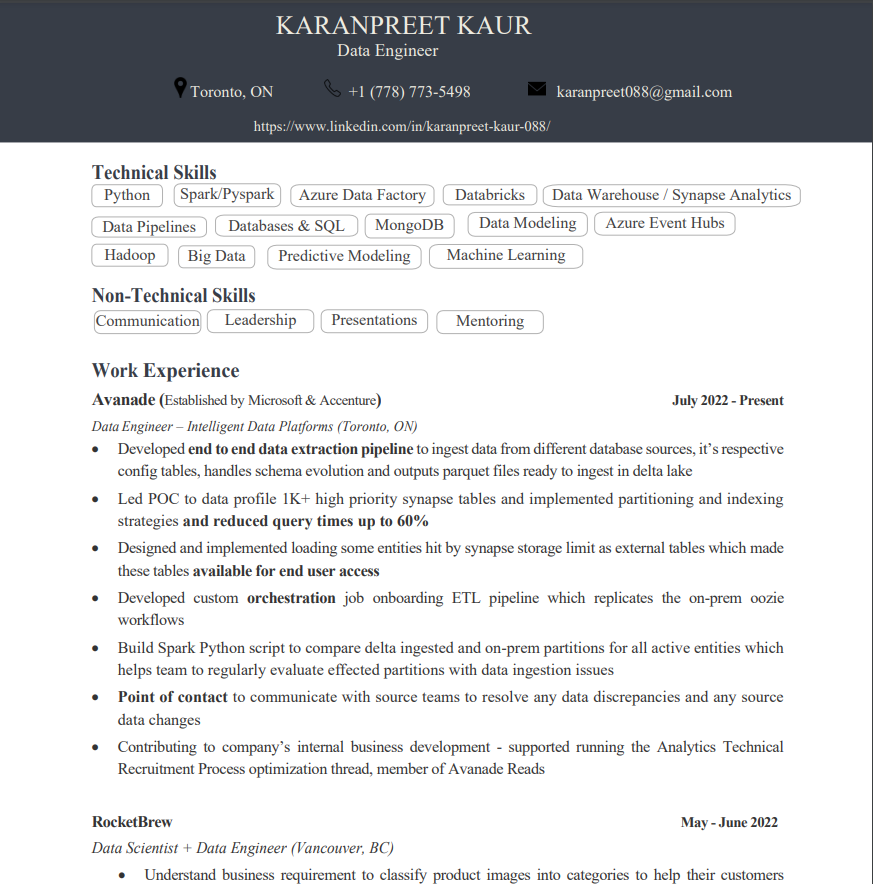 KARANPREET KAUR
Data Engineer
Toronto, ON +1 (778) 773-5498 karanpreet088@gmail.com
https://www.linkedin.com/in/karanpreet-kaur-088/
Technical Skills
Python Spark/Pyspark Azure Data Factory Databricks Data Warehouse / Synapse Analytics
Data Pipelines Databases & SQL MongoDB Data Modeling Azure Event Hubs
Hadoop Big Data Predictive Modeling Machine Learning
Non-Technical Skills
Communication Leadership Presentations Mentoring
Work Experience
Avanade (Established by Microsoft & Accenture) July 2022 - Present
Data Engineer – Intelligent Data Platforms (Toronto, ON)
• Developed end to end data extraction pipeline to ingest data from different database sources, it's respective
config tables, handles schema evolution and outputs parquet files ready to ingest in delta lake
• Led POC to data profile 1K+ high priority synapse tables and implemented partitioning and indexing
strategies and reduced query times up to 60%
• Designed and implemented loading some entities hit by synapse storage limit as external tables which made
these tables available for end user access
• Developed custom orchestration job onboarding ETL pipeline which replicates the on-prem oozie
workflows
• Build Spark Python script to compare delta ingested and on-prem partitions for all active entities which
helps team to regularly evaluate effected partitions with data ingestion issues
• Point of contact to communicate with source teams to resolve any data discrepancies and any source
data changes
• Contributing to company's internal business development - supported running the Analytics Technical
Recruitment Process optimization thread, member of Avanade Reads
RocketBrew May - June 2022
Data Scientist + Data Engineer (Vancouver, BC)
• Understand business requirement to classify product images into categories to help their customers